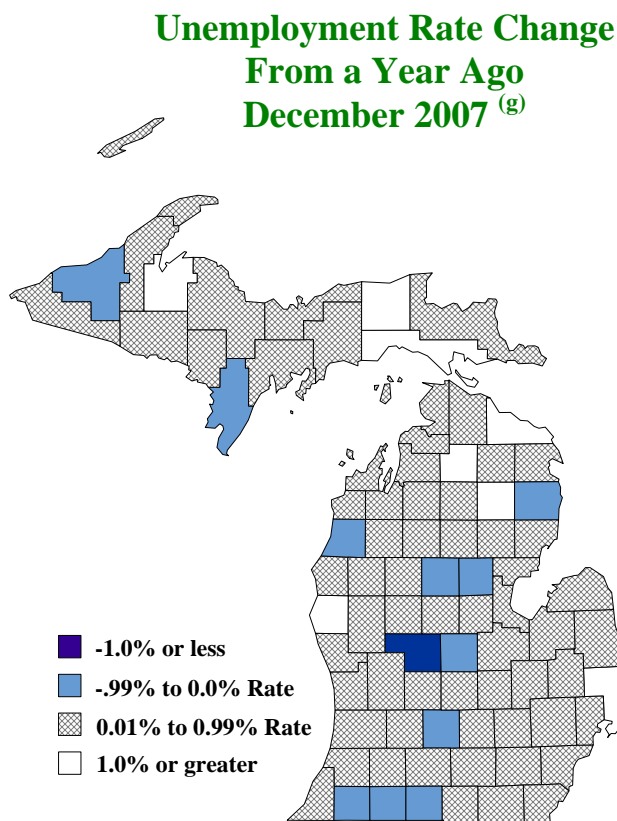 Unemployment Rate Change
From a Year Ago
December 2007 (g)
-1.0% or less
-.99% to 0.0% Rate
0.01% to 0.99% Rate
1.0% or greater